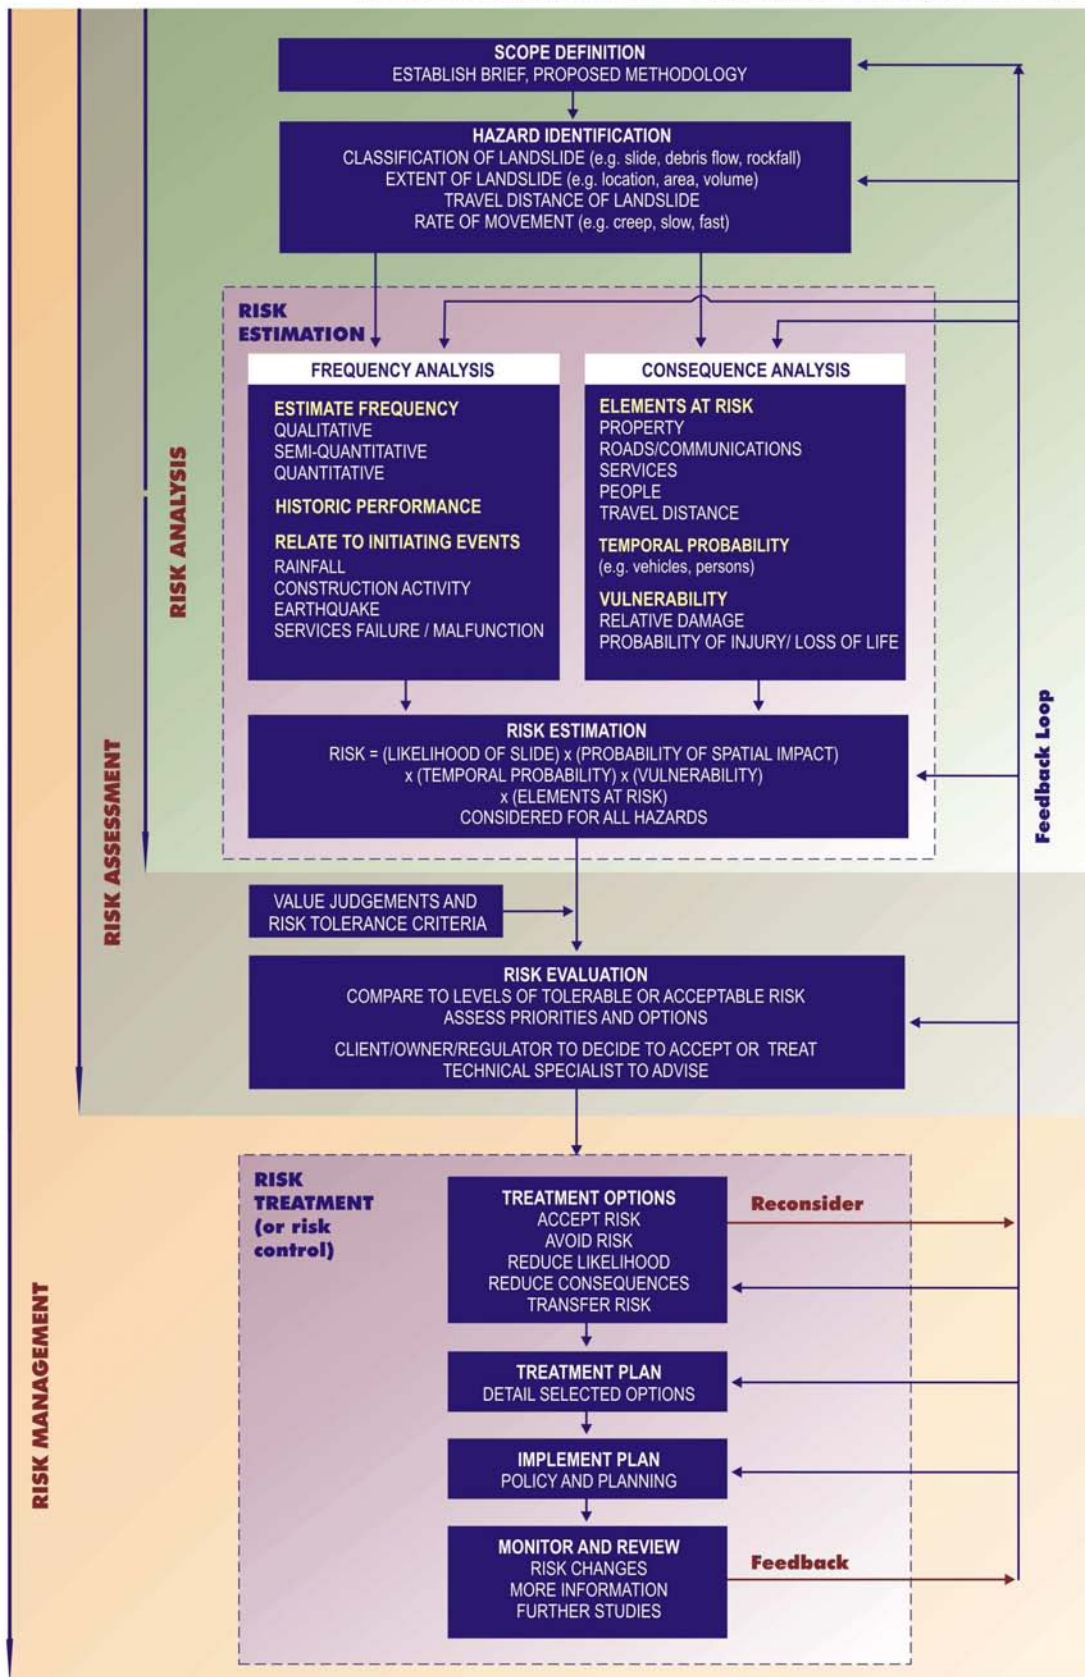 SCOPE DEFINITION
ESTABLISH BRIEF, PROPOSED METHODOLOGY
HAZARD IDENTIFICATION
CLASSIFICATION OF LANDSLIDE (e.g. slide, debris flow, rockfall)
EXTENT OF LANDSLIDE (e.g. location, area, volume)
TRAVEL DISTANCE OF LANDSLIDE
RATE OF MOVEMENT (e.g. creep, slow, fast)
RISK
ESTIMATION
FREQUENCY ANALYSIS
ESTIMATE FREQUENCY
QUALITATIVE
SEMI-QUANTITATIVE
QUANTITATIVE
HISTORIC PERFORMANCE
RELATE TO INITIATING EVENTS
RAINFALL
CONSTRUCTION ACTIVITY
EARTHQUAKE
SERVICES FAILURE / MALFUNCTION
CONSEQUENCE ANALYSIS
ELEMENTS AT RISK
PROPERTY
ROADS/COMMUNICATIONS
SERVICES
PEOPLE
TRAVEL DISTANCE
TEMPORAL PROBABILITY
(e.g. vehicles, persons)
VULNERABILITY
RELATIVE DAMAGE
PROBABILITY OF INJURY/ LOSS OF LIFE
RISK ESTIMATION
RISK = (LIKELIHOOD OF SLIDE) x (PROBABILITY OF SPATIAL IMPACT)
x (TEMPORAL PROBABILITY) x (VULNERABILITY)
x (ELEMENTS AT RISK)
CONSIDERED FOR ALL HAZARDS
RISK ANALYSIS
VALUE JUDGEMENTS AND
RISK TOLERANCE CRITERIA
RISK EVALUATION
COMPARE TO LEVELS OF TOLERABLE OR ACCEPTABLE RISK
ASSESS PRIORITIES AND OPTIONS
CLIENT/OWNER/REGULATOR TO DECIDE TO ACCEPT OR TREAT
TECHNICAL SPECIALIST TO ADVISE
RISK ASSESSMENT
Feedback Loop
RISK
TREATMENT
(or risk
control)
TREATMENT OPTIONS
ACCEPT RISK
AVOID RISK
REDUCE LIKELIHOOD
REDUCE CONSEQUENCES
TRANSFER RISK
Reconsider
TREATMENT PLAN
DETAIL SELECTED OPTIONS
IMPLEMENT PLAN
POLICY AND PLANNING
MONITOR AND REVIEW
RISK CHANGES
MORE INFORMATION
FURTHER STUDIES
Feedback
RISK MANAGEMENT